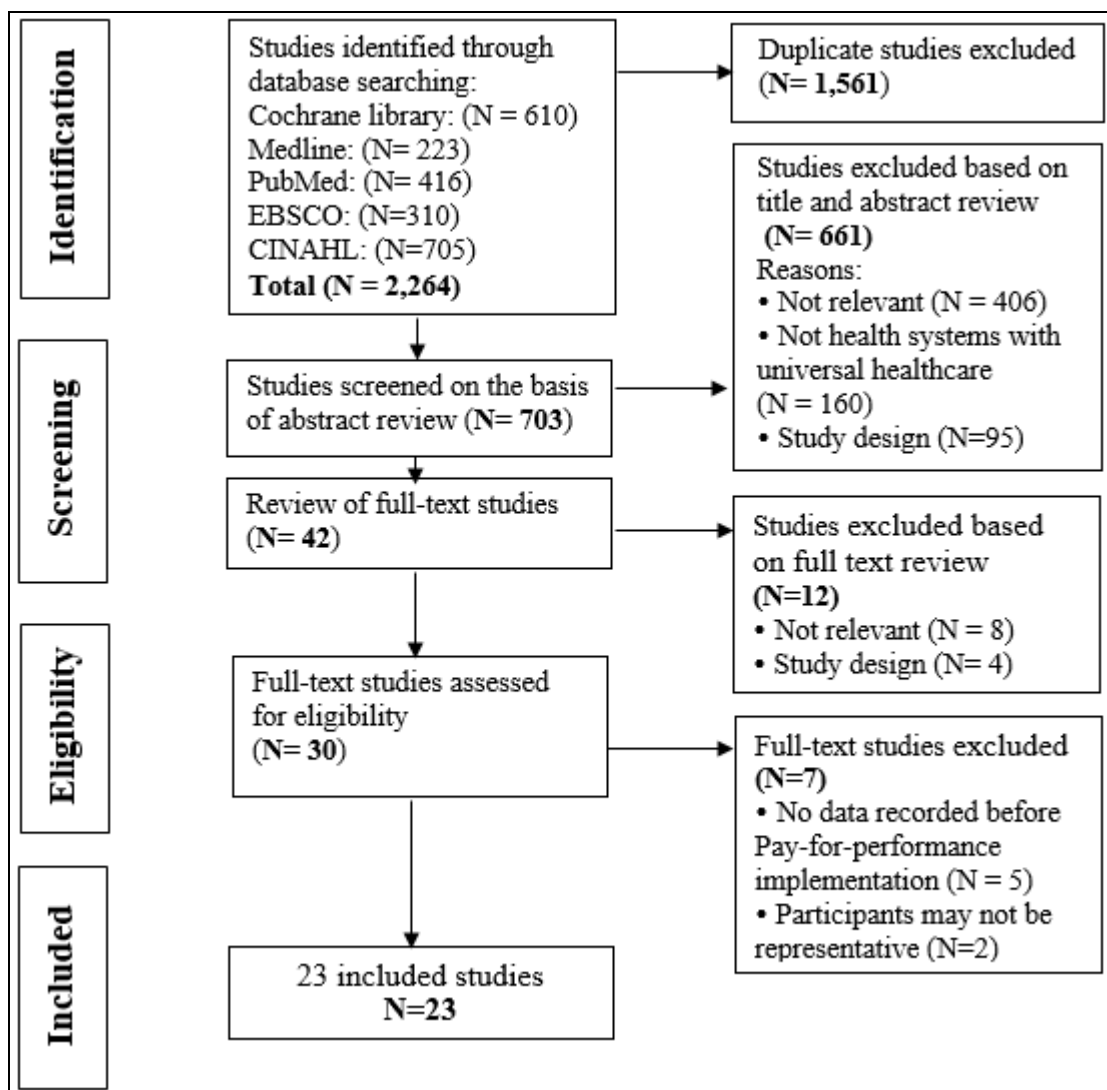 Identification
Studies identified through
database searching:
Cochrane library: (N = 610)
Medline: (N= 223)
PubMed: (N= 416)
EBSCO: (N=310)
CINAHL: (N=705)
Total (N = 2,264)
Duplicate studies excluded
(N= 1,561)
Studies excluded based on
title and abstract review
(N= 661)
Reasons:
• Not relevant (N = 406)
• Not health systems with
universal healthcare
(N = 160)
• Study design (N=95)
Screening
Studies screened on the basis
of abstract review (N= 703)
Review of full-text studies
(N= 42)
Studies excluded based
on full text review
(N=12)
• Not relevant (N = 8)
• Study design (N= 4)
Eligibility
Full-text studies assessed
for eligibility
(N= 30)
Full-text studies excluded
(N=7)
• No data recorded before
Pay-for-performance
implementation (N = 5)
• Participants may not be
representative (N=2)
Included
23 included studies
N=23